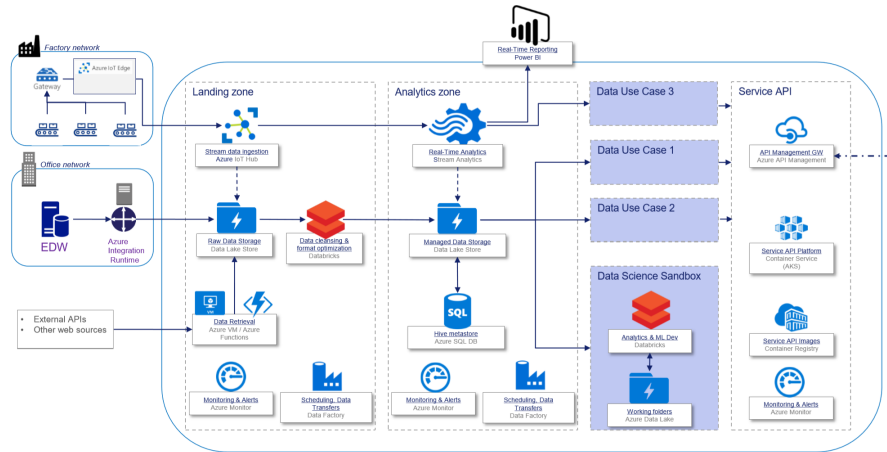 Factory network
Azure IoT Edge
Gateway
Office network
EDW
Azure
Integration
Runtime
• External APIs
• Other web sources
Real-Time Reporting
Power BI
Landing zone
Stream data ingestion
Azure IoT Hub
Raw Data Storage
Data Lake Store
Data cleansing &
format optimization
Databricks
VM
Data Retrieval
Azure VM / Azure
Functions
Monitoring & Alerts
Azure Monitor
Scheduling, Data
Transfers
Data Factory
Analytics zone
Real-Time Analytics
Stream Analytics
Managed Data Storage
Data Lake Store
SQL
Hive metastore
Azure SQL DB
Monitoring & Alerts
Azure Monitor
Scheduling, Data
Transfers
Data Factory
Data Use Case 3
Data Use Case 1
Data Use Case 2
Data Science Sandbox
Analytics & ML Dev
Databricks
Working folders
Azure Data Lake
Service API
API Management GW
Azure API Management
Service API Platform
Container Service
(AKS)
Service API Images
Container Registry
Monitoring & Alerts
Azure Monitor